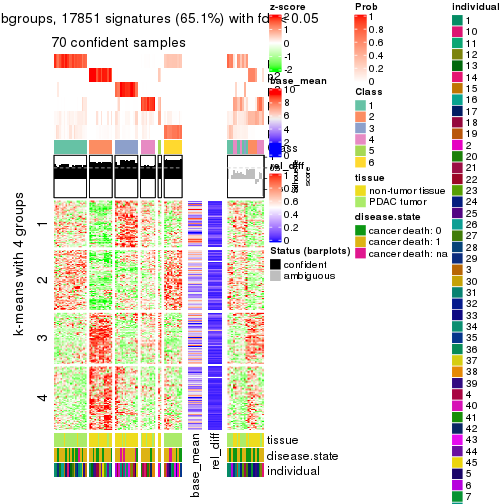 bgroups, 17851 signatures (65.1%) with fd 0.05
70 confident samples
k-means with 4 groups
1
2
3
4
p2
z-score
2
1
0
-1
-2
base_mean
10
8
6
4
2
0
rel_diff
1
0.8
0.6
0.4
0.2
0
Class
Silhouette
score
Status (barplots)
confident
ambiguous
tissue
disease.state
individual
base_mean
rel_diff
Prob
1
0.8
0.6
0.4
0.2
0
Class
1
2
3
4
5
6
tissue
non-tumor tissue
PDAC tumor
disease.state
cancer death: 0
cancer death: 1
cancer death: na
individual
1
10
11
12
13
14
15
16
17
18
19
2
20
21
22
23
24
25
26
27
28
29
3
30
31
32
33
34
35
36
37
38
39
4
40
41
42
43
44
45
5
6
7